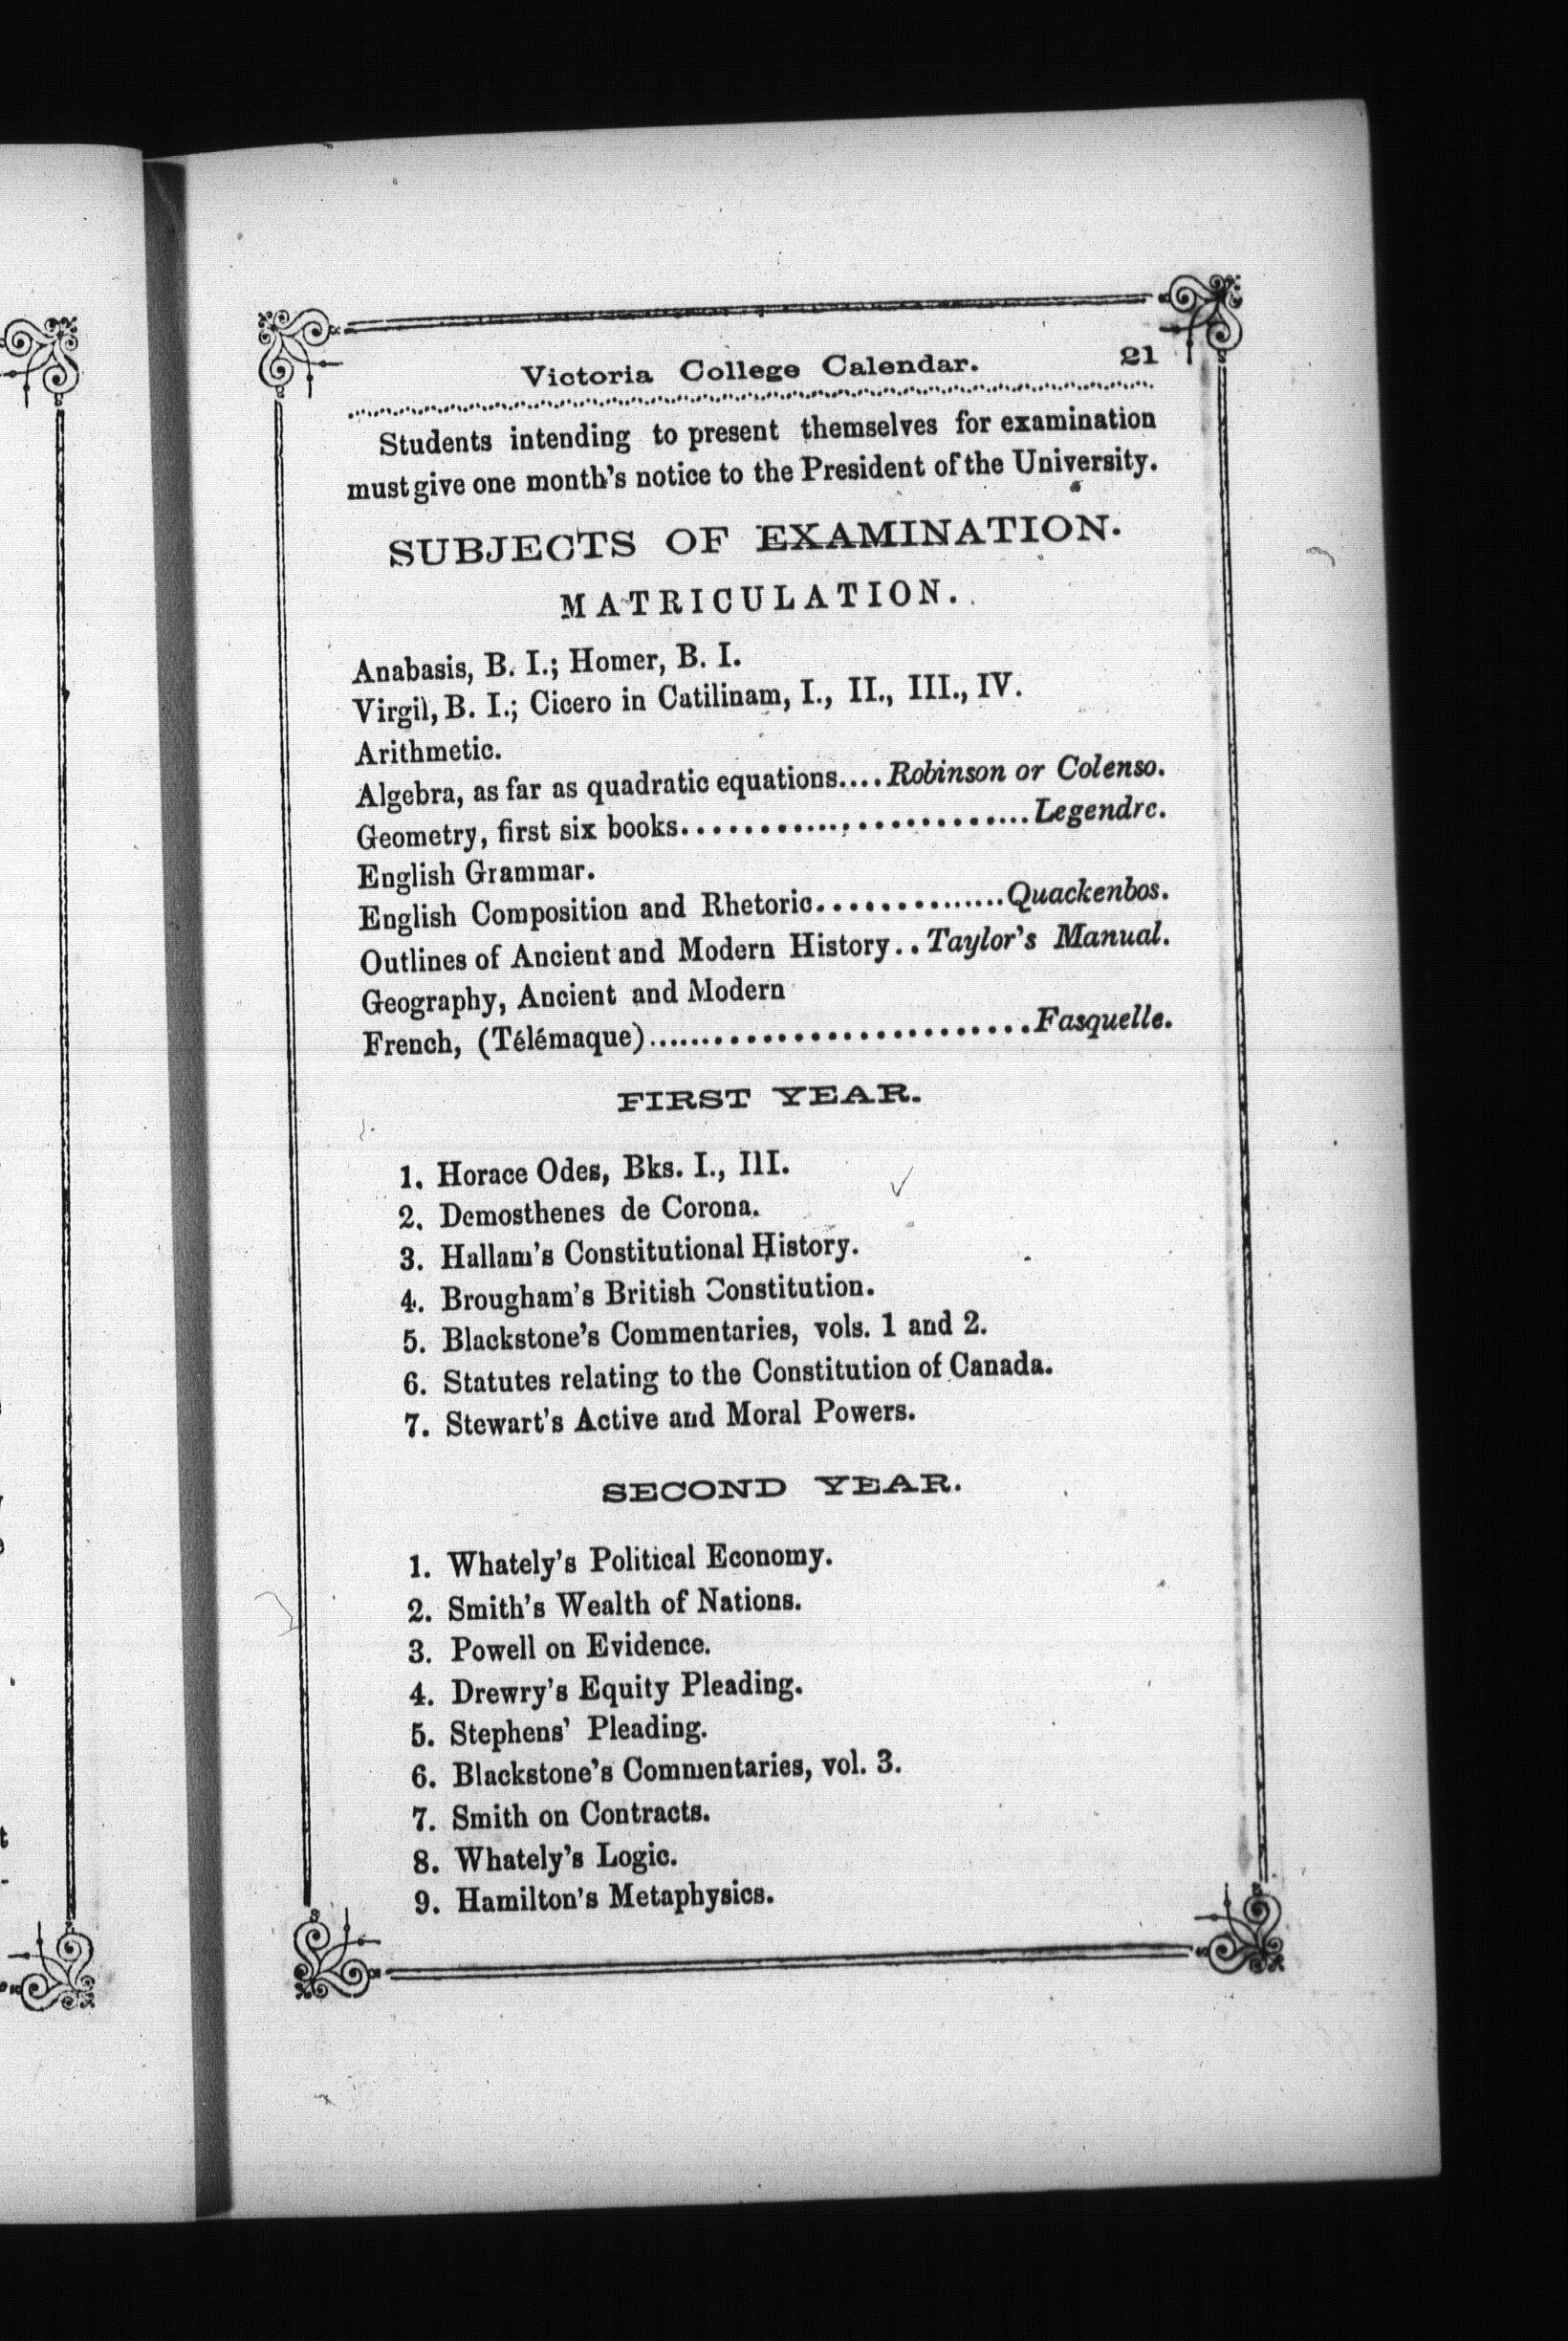 Victoria College Calendar. 21
Students intending to present themselves for examination
must give one month's notice to the President of the University.
SUBJECTS OF EXAMINATION.
MATRICULATION.
Anabasis, B. I.; Homer, B. I.
Virgil, B. I.; Cicero in Catilinam, I., II., III., IV.
Arithmetic.
Algebra, as far as quadratic equations....Robinson or Colenso.
Geometry, first six books........................Legendre.
English Grammar.
English Composition and Rhetoric..............Quackenbos.
Outlines of Ancient and Modern History..Taylor's Manual.
Geography, Ancient and Modern
French, (Télémaque)..........................Fasquelle.
FIRST YEAR.
1. Horace Odes, Bks. I., III.
2. Demosthenes de Corona.
3. Hallam's Constitutional History.
4. Brougham's British Constitution.
5. Blackstone's Commentaries, vols. 1 and 2.
6. Statutes relating to the Constitution of Canada.
7. Stewart's Active and Moral Powers.
SECOND YEAR.
1. Whately's Political Economy.
2. Smith's Wealth of Nations.
3. Powell on Evidence.
4. Drewry's Equity Pleading.
5. Stephens' Pleading.
6. Blackstone's Commentaries, vol. 3.
7. Smith on Contracts.
8. Whately's Logic.
9. Hamilton's Metaphysics.